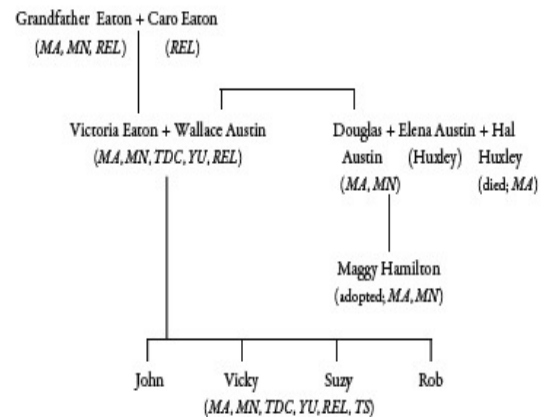 Grandfather Eaton + Caro Eaton
(MA, MN, REL) (REL)
Victoria Eaton + Wallace Austin
(MA, MN, TDC, YU, REL)
Douglas + Elena Austin + Hal
Austin (Huxley) Huxley
(MA, MN) (died; MA)
Maggy Hamilton
(adopted; MA, MN)
John Vicky Suzy Rob
(MA, MN, TDC, YU, REL, TS)